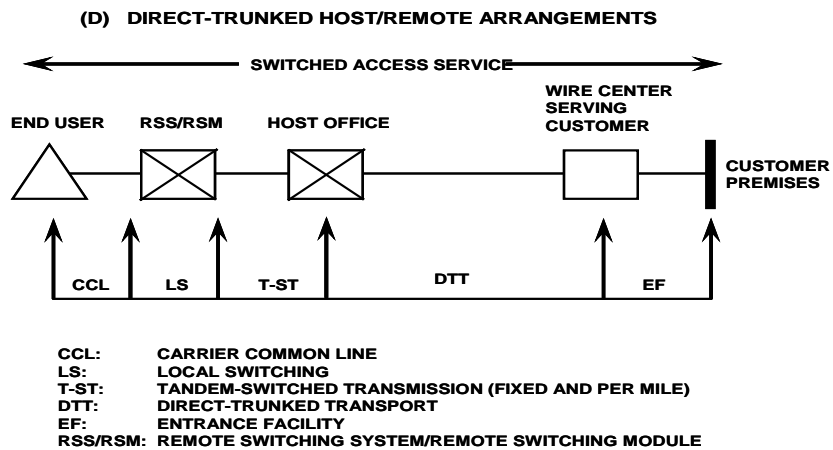 (D) DIRECT-TRUNKED HOST/REMOTE ARRANGEMENTS
SWITCHED ACCESS SERVICE
END USER
RSS/RSM
HOST OFFICE
WIRE CENTER
SERVING
CUSTOMER
CUSTOMER
PREMISES
CCL
LS
T-ST
DTT
EF
CCL: CARRIER COMMON LINE
LS: LOCAL SWITCHING
T-ST: TANDEM-SWITCHED TRANSMISSION (FIXED AND PER MILE)
DTT: DIRECT-TRUNKED TRANSPORT
EF: ENTRANCE FACILITY
RSS/RSM: REMOTE SWITCHING SYSTEM/REMOTE SWITCHING MODULE